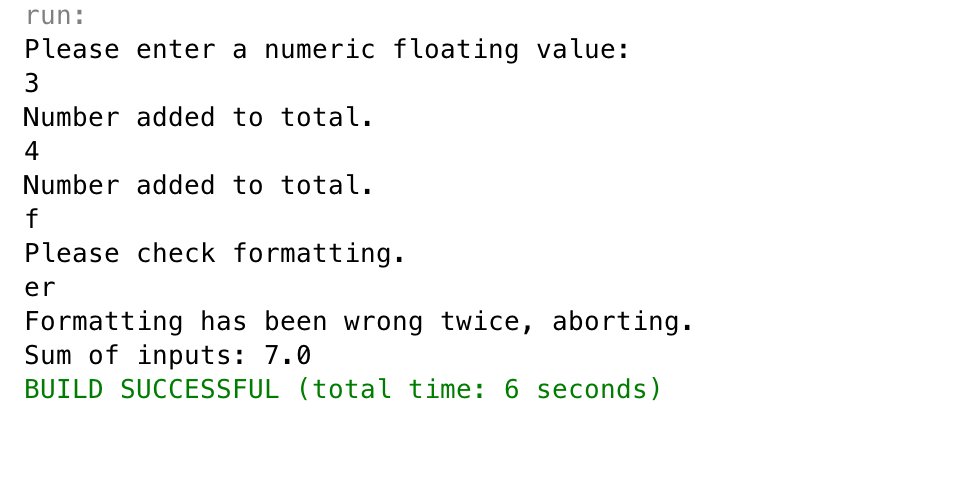 run:
Please enter a numeric floating value:
3
Number added to total.
4
Number added to total.
f
Please check formatting.
er
Formatting has been wrong twice, aborting.
Sum of inputs: 7.0
BUILD SUCCESSFUL (total time: 6 seconds)